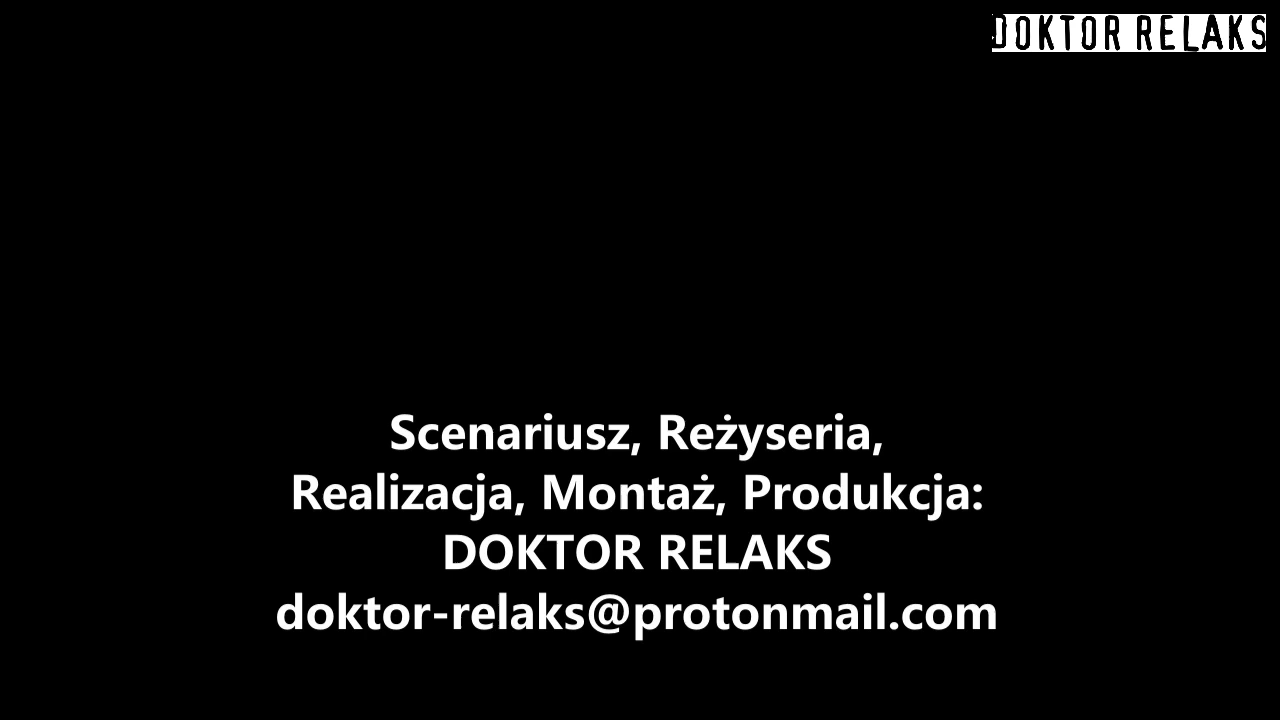 DOKTOR RELAKS
Scenariusz, Reżyseria,
Realizacja, Montaż, Produkcja:
DOKTOR RELAKS
doktor-relaks@protonmail.com